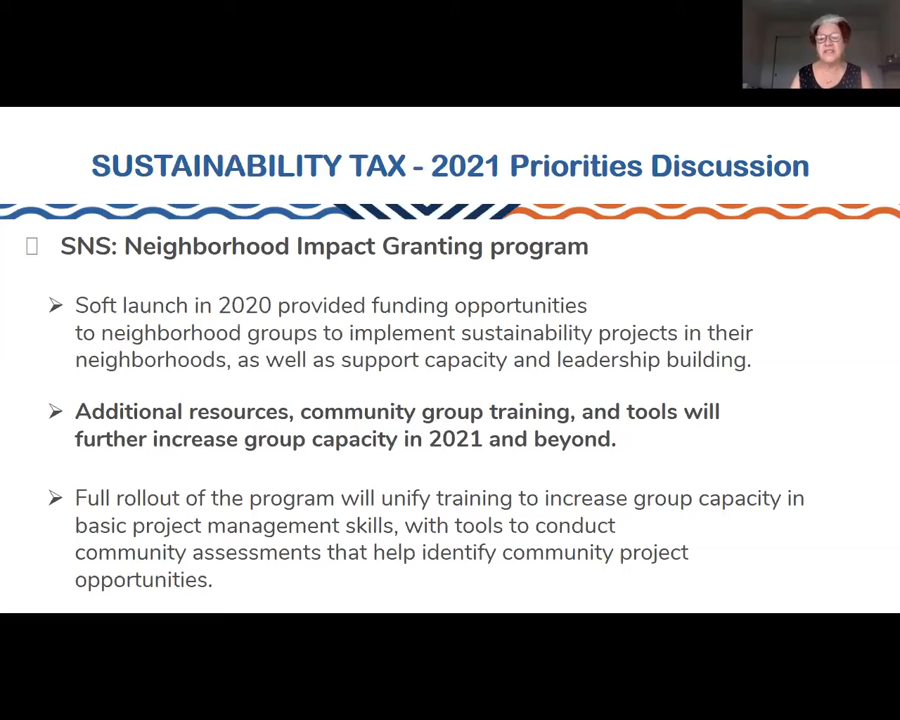 SUSTAINABILITY TAX - 2021 Priorities Discussion
SNS: Neighborhood Impact Granting program
Soft launch in 2020 provided funding opportunities
to neighborhood groups to implement sustainability projects in their
neighborhoods, as well as support capacity and leadership building.
Additional resources, community group training, and tools will
further increase group capacity in 2021 and beyond.
Full rollout of the program will unify training to increase group capacity in
basic project management skills, with tools to conduct
community assessments that help identify community project
opportunities.